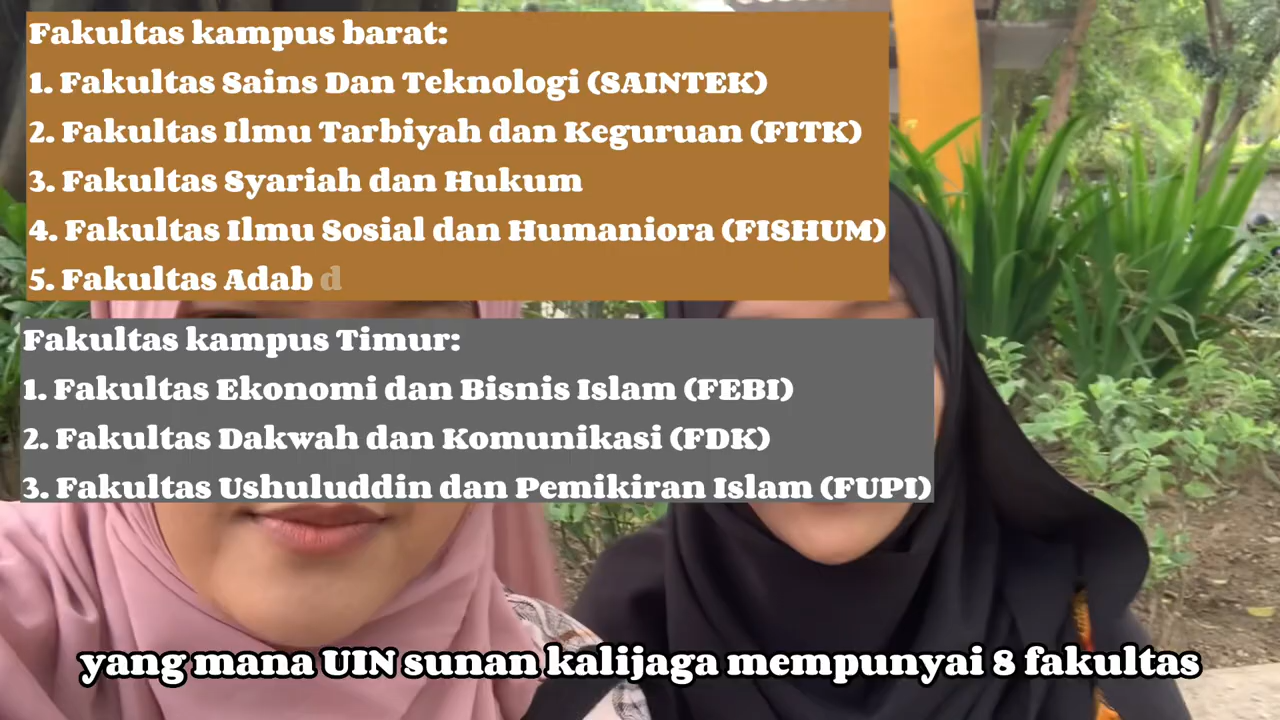 Fakultas kampus barat:
1. Fakultas Sains Dan Teknologi (SAINTEK)
2. Fakultas Ilmu Tarbiyah dan Keguruan (FITK)
3. Fakultas Syariah dan Hukum
4. Fakultas Ilmu Sosial dan Humaniora (FISHUM)
5. Fakultas Adab d
Fakultas kampus Timur:
1. Fakultas Ekonomi dan Bisnis Islam (FEBI)
2. Fakultas Dakwah dan Komunikasi (FDK)
3. Fakultas Ushuluddin dan Pemikiran Islam (FUPI)
yang mana UIN sunan kalijaga mempunyai 8 fakultas